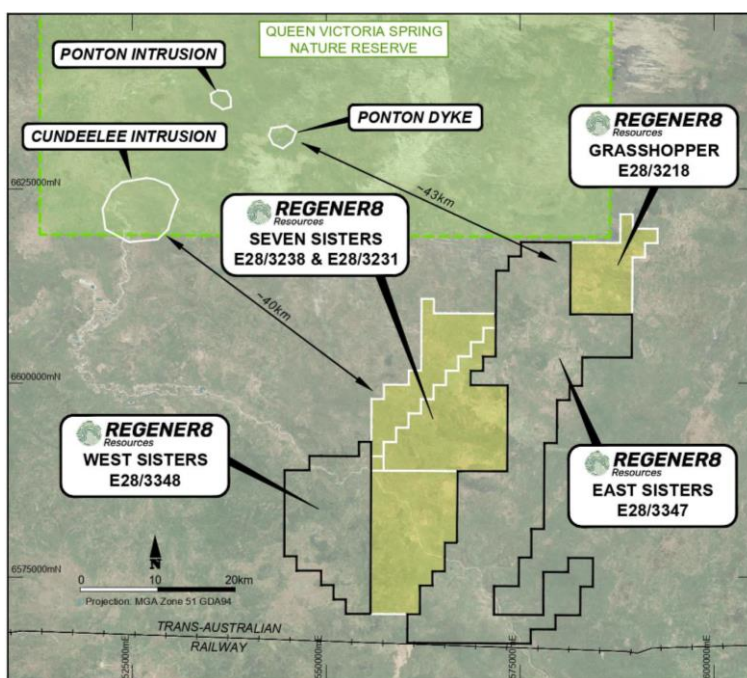 QUEEN VICTORIA SPRING
NATURE RESERVE
PONTON INTRUSION
PONTON DYKE
REGENER8
Resources
GRASSHOPPER
E28/3218
CUNDEELEE INTRUSION
6625000mN
~43km
REGENER8
Resources
SEVEN SISTERS
E28/3238 & E28/3231
~40km
6600000mN
REGENER8
Resources
WEST SISTERS
E28/3348
REGENER8
Resources
EAST SISTERS
E28/3347
N
6575000mN
0 10 20km
Projection: MGA Zone 51 GDA94
TRANS-AUSTRALIAN
RAILWAY
525000mE
550000mE
575000mE
600000mE